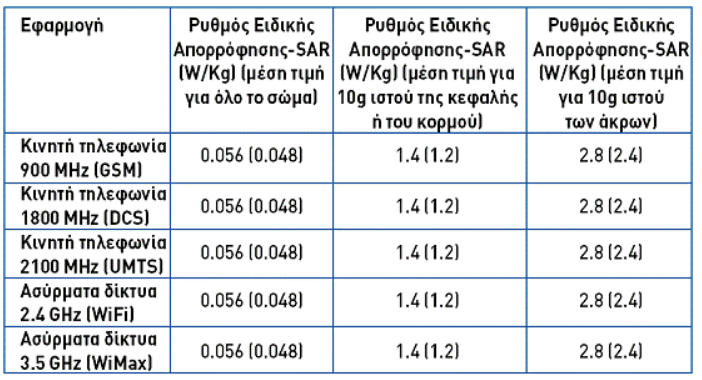 Εφαρμογή
Ρυθμός Ειδικής
Απορρόφησης-SAR
(W/Kg) (μέση τιμή
για όλο το σώμα)
Ρυθμός Ειδικής
Απορρόφησης-SAR
(W/Kg) (μέση τιμή για
10g ιστού της κεφαλής
ή του κορμού)
Ρυθμός Ειδικής
Απορρόφησης-SAR
(W/Kg) (μέση τιμή
για 10g ιστού
των άκρων)
Κινητή τηλεφωνία
900 MHz (GSM)
0.056 (0.048)
1.4 (1.2)
2.8 (2.4)
Κινητή τηλεφωνία
1800 MHz (DCS)
0.056 (0.048)
1.4 (1.2)
2.8 (2.4)
Κινητή τηλεφωνία
2100 MHz (UMTS)
0.056 (0.048)
1.4 (1.2)
2.8 (2.4)
Ασύρματα δίκτυα
2.4 GHz (WiFi)
0.056 (0.048)
1.4 (1.2)
2.8 (2.4)
Ασύρματα δίκτυα
3.5 GHz (WiMax)
0.056 (0.048)
1.4 (1.2)
2.8 (2.4)